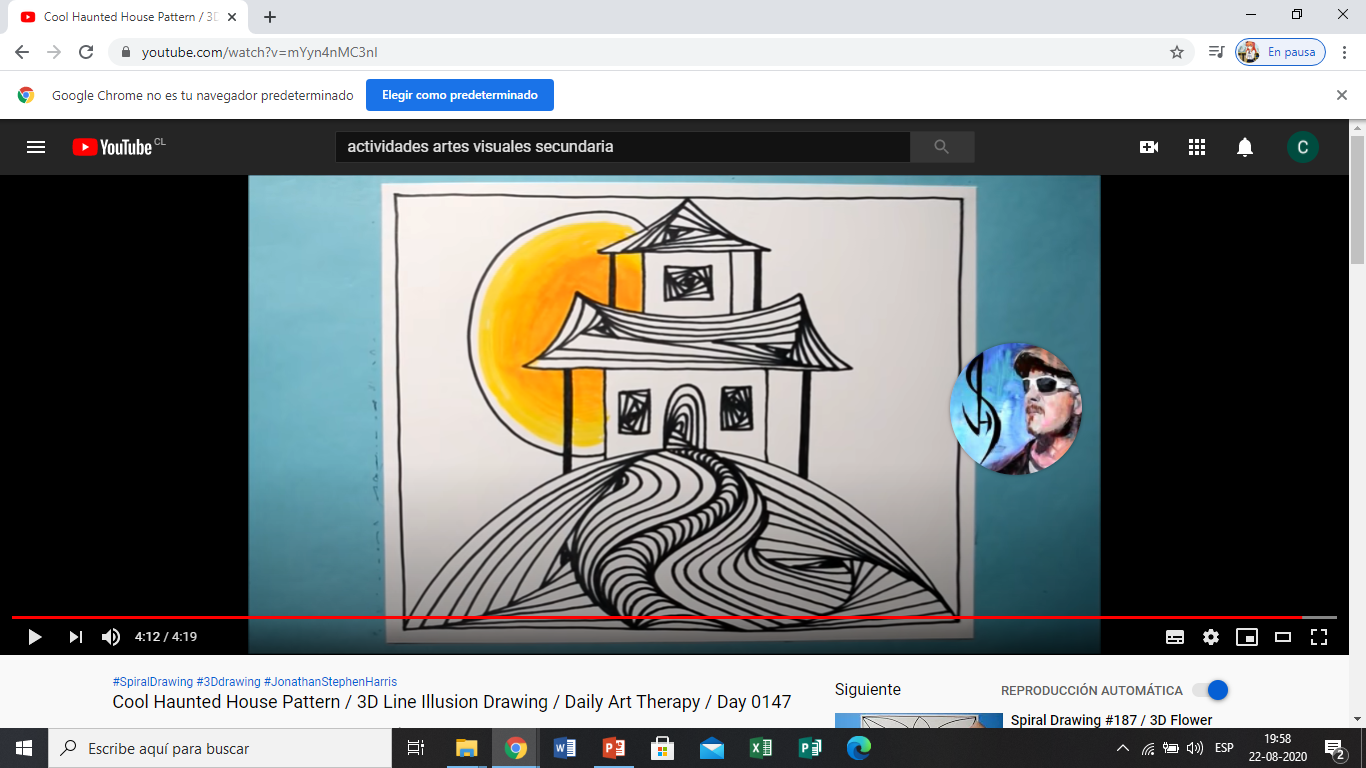 Cool Haunted House Pattern / 3D
youtube.com/watch?v=mYyn4nMC3nI
En pausa
Google Chrome no es tu navegador predeterminado
Elegir como predeterminado
YouTube CL
actividades artes visuales secundaria
C
4:12 / 4:19
#SpiralDrawing #3Ddrawing #JonathanStephenHarris
Cool Haunted House Pattern / 3D Line Illusion Drawing / Daily Art Therapy / Day 0147
Siguiente
REPRODUCCIÓN AUTOMÁTICA
Spiral Drawing #187 / 3D Flower
Escribe aquí para buscar
ESP
19:58
22-08-2020
2